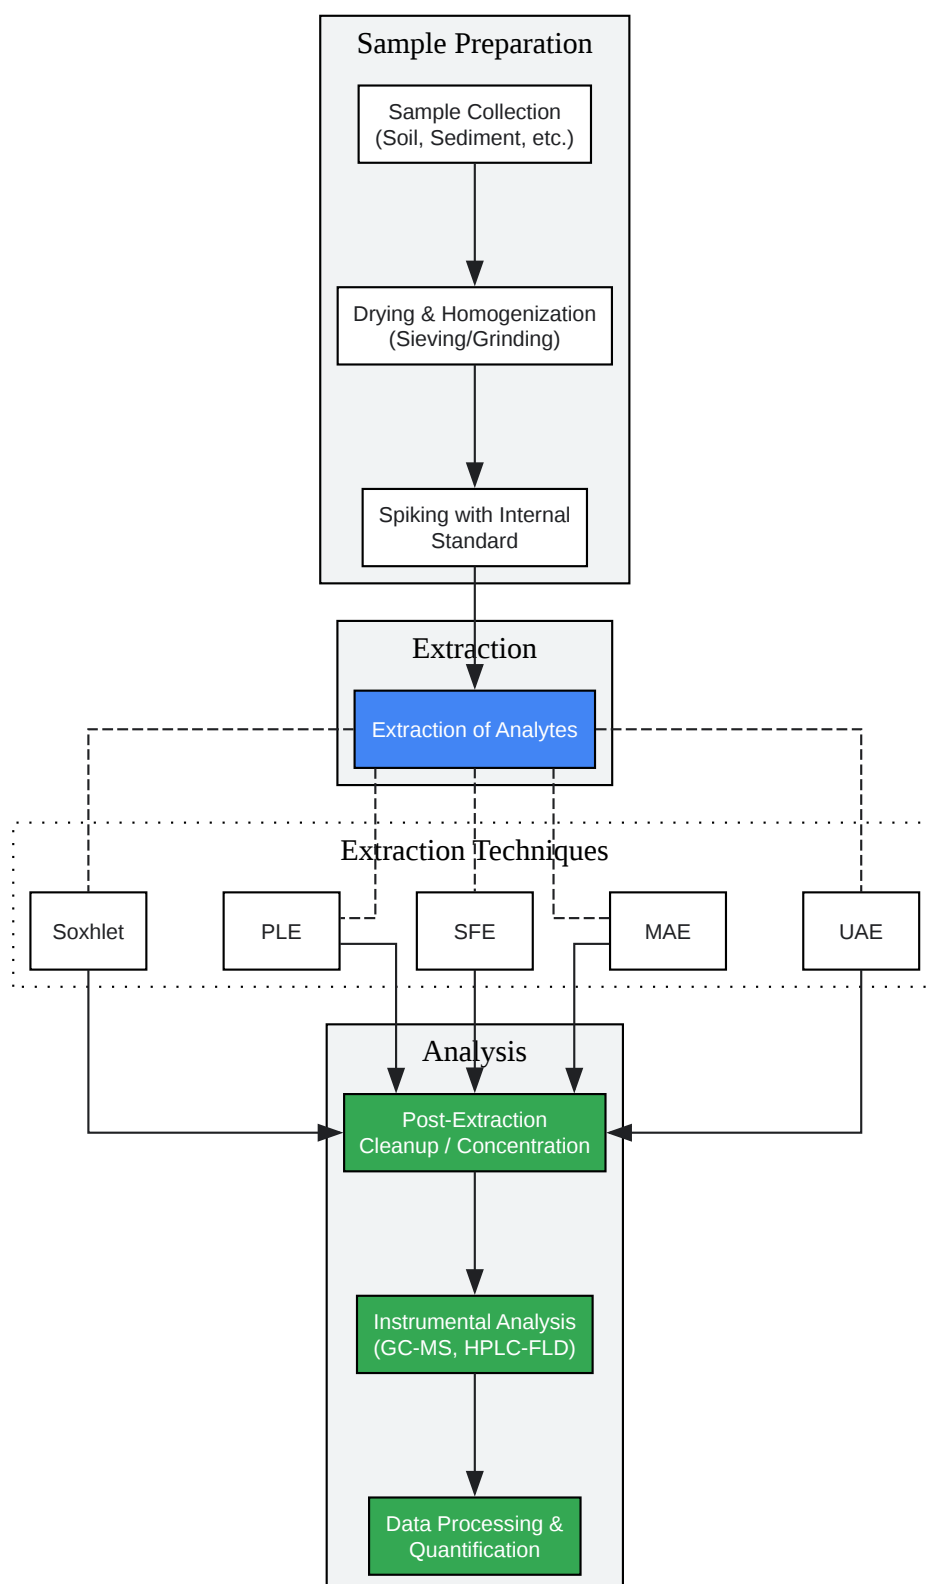 Sample Preparation
Sample Collection
(Soil, Sediment, etc.)
Drying & Homogenization
(Sieving/Grinding)
Spiking with Internal
Standard
Extraction
Extraction of Analytes
Extraction Techniques
Soxhlet
PLE
SFE
MAE
UAE
Analysis
Post-Extraction
Cleanup / Concentration
Instrumental Analysis
(GC-MS, HPLC-FLD)
Data Processing &
Quantification